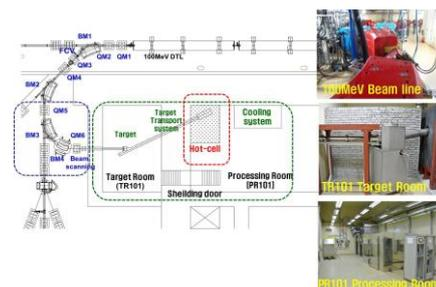 BM1
FCV
QM3
QM2
QM1
100MeV DTL
QM4
BM2
QM5
BM3
QM6
BM4
Beam
scanning
Target
Target
Transport
system
Hot-cell
Cooling
system
Target Room
(TR101)
Sheilding door
Processing Room
[PR101]
100MeV Beam line
TR101 Target Room
PR101 Processing Room